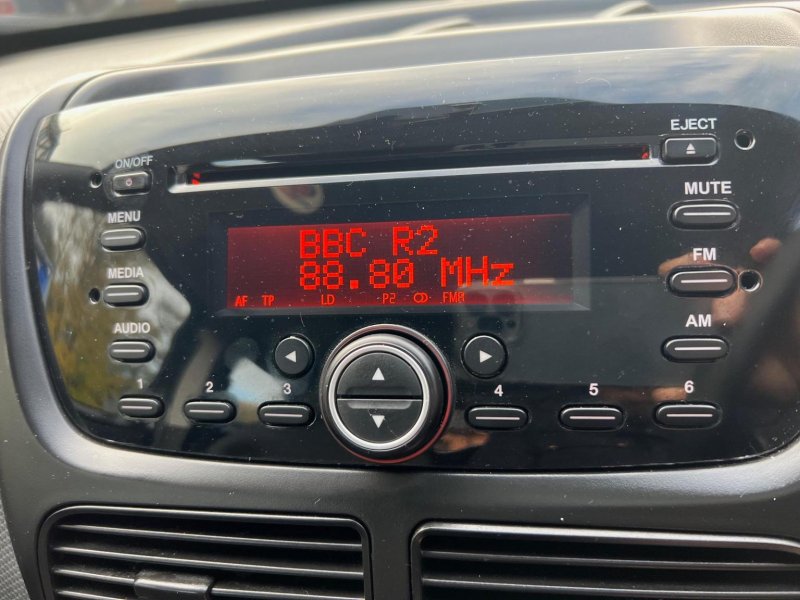 EJECT
ON/OFF
MUTE
MENU
BBC R2
88.80 MHz
FM
MEDIA
AF TP LD P2 FMA
AUDIO
AM
1 2 3 4 5 6